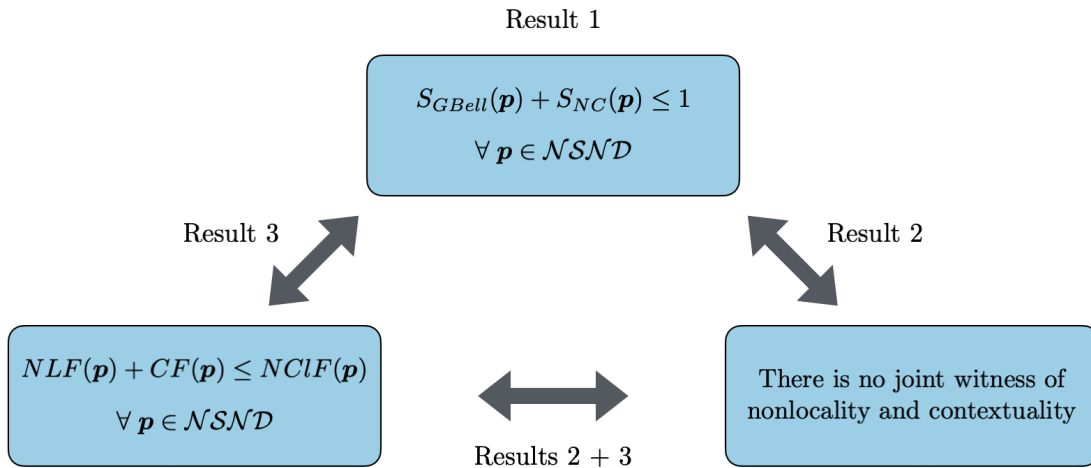 Result 1
S_{GBell}(𝒑) + S_{NC}(𝒑) ≤ 1
∀ 𝒑 ∈ 𝒩𝒮𝒩𝒟
Result 3
Result 2
NLF(𝒑) + CF(𝒑) ≤ NClF(𝒑)
∀ 𝒑 ∈ 𝒩𝒮𝒩𝒟
There is no joint witness of
nonlocality and contextuality
Results 2 + 3